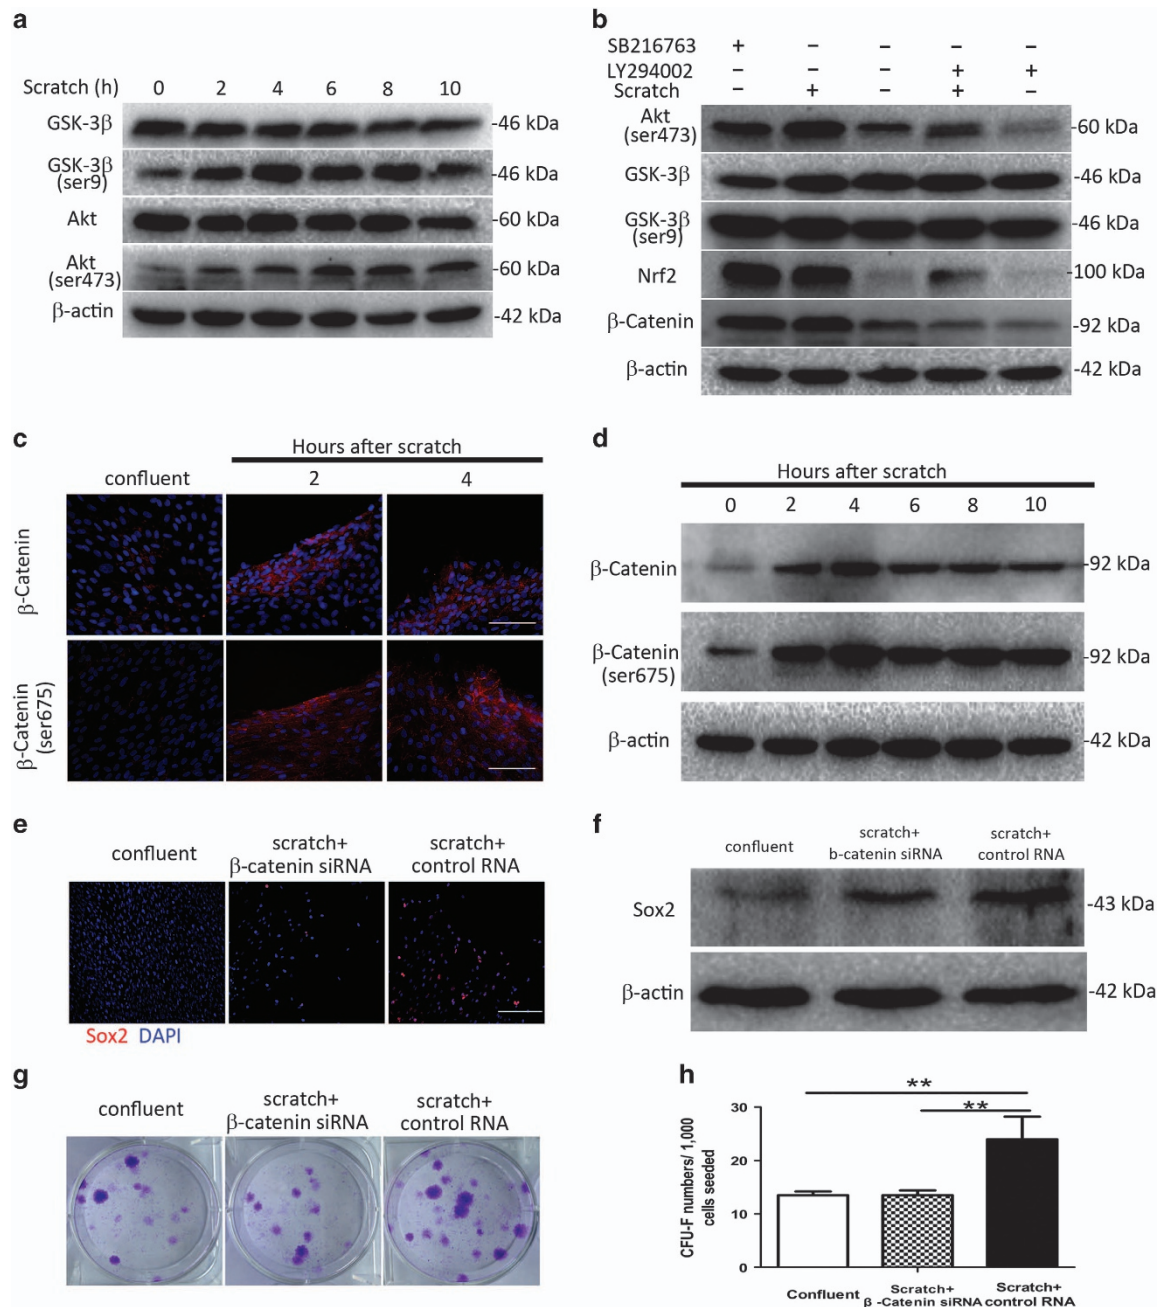 a
Scratch (h) 0 2 4 6 8 10
GSK-3β -46 kDa
GSK-3β
(ser9) -46 kDa
Akt -60 kDa
Akt
(ser473) -60 kDa
β-actin -42 kDa
b
SB216763 + – – – –
LY294002 – – – + +
Scratch – + – + –
Akt
(ser473) -60 kDa
GSK-3β -46 kDa
GSK-3β
(ser9) -46 kDa
Nrf2 -100 kDa
β-Catenin -92 kDa
β-actin -42 kDa
c
Hours after scratch
confluent 2 4
β-Catenin
β-Catenin
(ser675)
d
Hours after scratch
0 2 4 6 8 10
β-Catenin -92 kDa
β-Catenin
(ser675) -92 kDa
β-actin -42 kDa
e
confluent
scratch+
β-catenin siRNA
scratch+
control RNA
Sox2 DAPI
f
confluent
scratch+
b-catenin siRNA
scratch+
control RNA
Sox2 -43 kDa
β-actin -42 kDa
g
confluent
scratch+
β-catenin siRNA
scratch+
control RNA
h
**
**
CFU-F numbers/ 1,000
cells seeded
30
20
10
0
Confluent
Scratch+
β -Catenin siRNA
Scratch+
control RNA